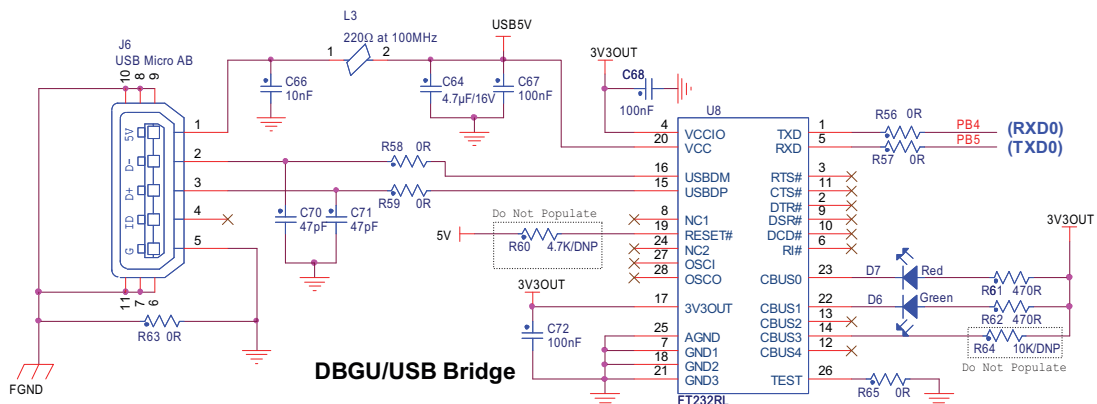 L3
220Ω at 100MHz
1
2
USB5V
J6
USB Micro AB
10
8
9
C66
10nF
C64
4.7µF/16V
C67
100nF
3V3OUT
C68
100nF
U8
5V
D-
D+
ID
G
1
2
3
4
5
11
7
6
R58 0R
R59 0R
C70
47pF
C71
47pF
R63 0R
FGND
Do Not Populate
5V
R60 4.7K/DNP
3V3OUT
C72
100nF
DBGU/USB Bridge
4 VCCIO
20 VCC
16 USBDM
15 USBDP
8 NC1
19 RESET#
24 NC2
27 OSCI
28 OSCO
17 3V3OUT
25 AGND
7 GND1
18 GND2
21 GND3
TXD 1
RXD 5
RTS# 3
CTS# 11
DTR# 2
DSR# 9
DCD# 10
RI# 6
CBUS0 23
CBUS1 22
CBUS2 13
CBUS3 14
CBUS4 12
TEST 26
FT232RL
R56 0R
PB4 (RXD0)
R57 0R
PB5 (TXD0)
3V3OUT
D7 Red
R61 470R
D6 Green
R62 470R
R64 10K/DNP
Do Not Populate
R65 0R